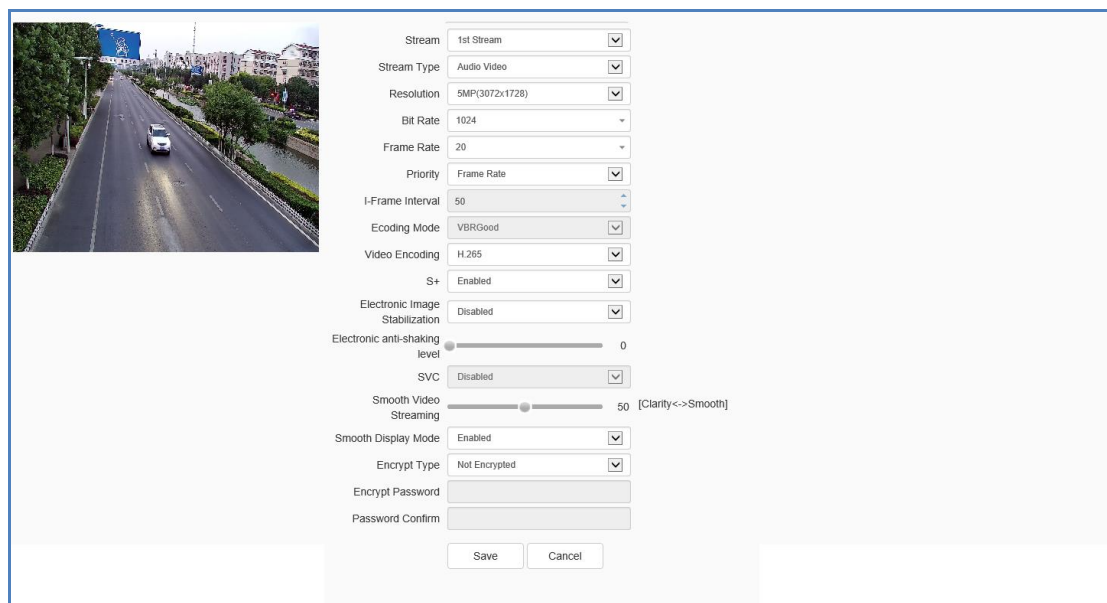 Stream 1st Stream
Stream Type Audio Video
Resolution 5MP(3072x1728)
Bit Rate 1024
Frame Rate 20
Priority Frame Rate
I-Frame Interval 50
Ecoding Mode VBRGood
Video Encoding H.265
S+ Enabled
Electronic Image
Stabilization Disabled
Electronic anti-shaking
level 0
SVC Disabled
Smooth Video
Streaming 50 [Clarity<->Smooth]
Smooth Display Mode Enabled
Encrypt Type Not Encrypted
Encrypt Password
Password Confirm
Save Cancel